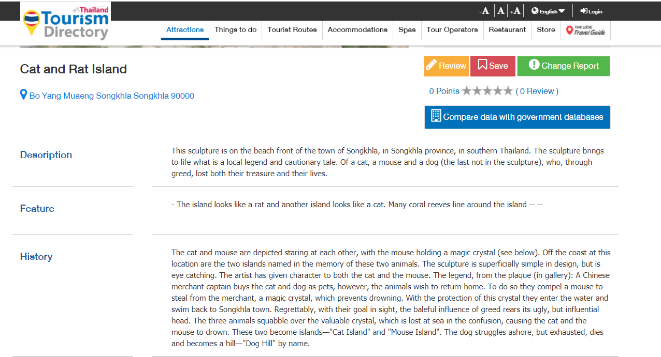 Thailand
Tourism
Directory
-A A +A English Login
Attractions Things to do Tourist Routes Accommodations Spas Tour Operators Restaurant Store Travel Guide
Cat and Rat Island
Review Save Change Report
Bo Yang Mueang Songkhla Songkhla 90000
0 Points ( 0 Review )
Compare data with government databases
Description
This sculpture is on the beach front of the town of Songkhla, in Songkhla province, in southern Thailand. The sculpture brings
to life what is a local legend and cautionary tale. Of a cat, a mouse and a dog (the last not in the sculpture), who, through
greed, lost both their treasure and their lives.
Feature
- The island looks like a rat and another island looks like a cat. Many coral reeves line around the island -- --
History
The cat and mouse are depicted staring at each other, with the mouse holding a magic crystal (see below). Off the coast at this
location are the two islands named in the memory of these two animals. The sculpture is superficially simple in design, but is
eye catching. The artist has given character to both the cat and the mouse. The legend, from the plaque (in gallery): A Chinese
merchant captain buys the cat and dog as pets, however, the animals wish to return home. To do so they compel a mouse to
steal from the merchant, a magic crystal, which prevents drowning. With the protection of this crystal they enter the water and
swim back to Songkhla town. Regrettably, with their goal in sight, the baleful influence of greed rears its ugly, but influential
head. The three animals squabble over the valuable crystal, which is lost at sea in the confusion, causing the cat and the
mouse to drown. These two become islands—"Cat Island" and "Mouse Island". The dog struggles ashore, but exhausted, dies
and becomes a hill—"Dog Hill" by name.